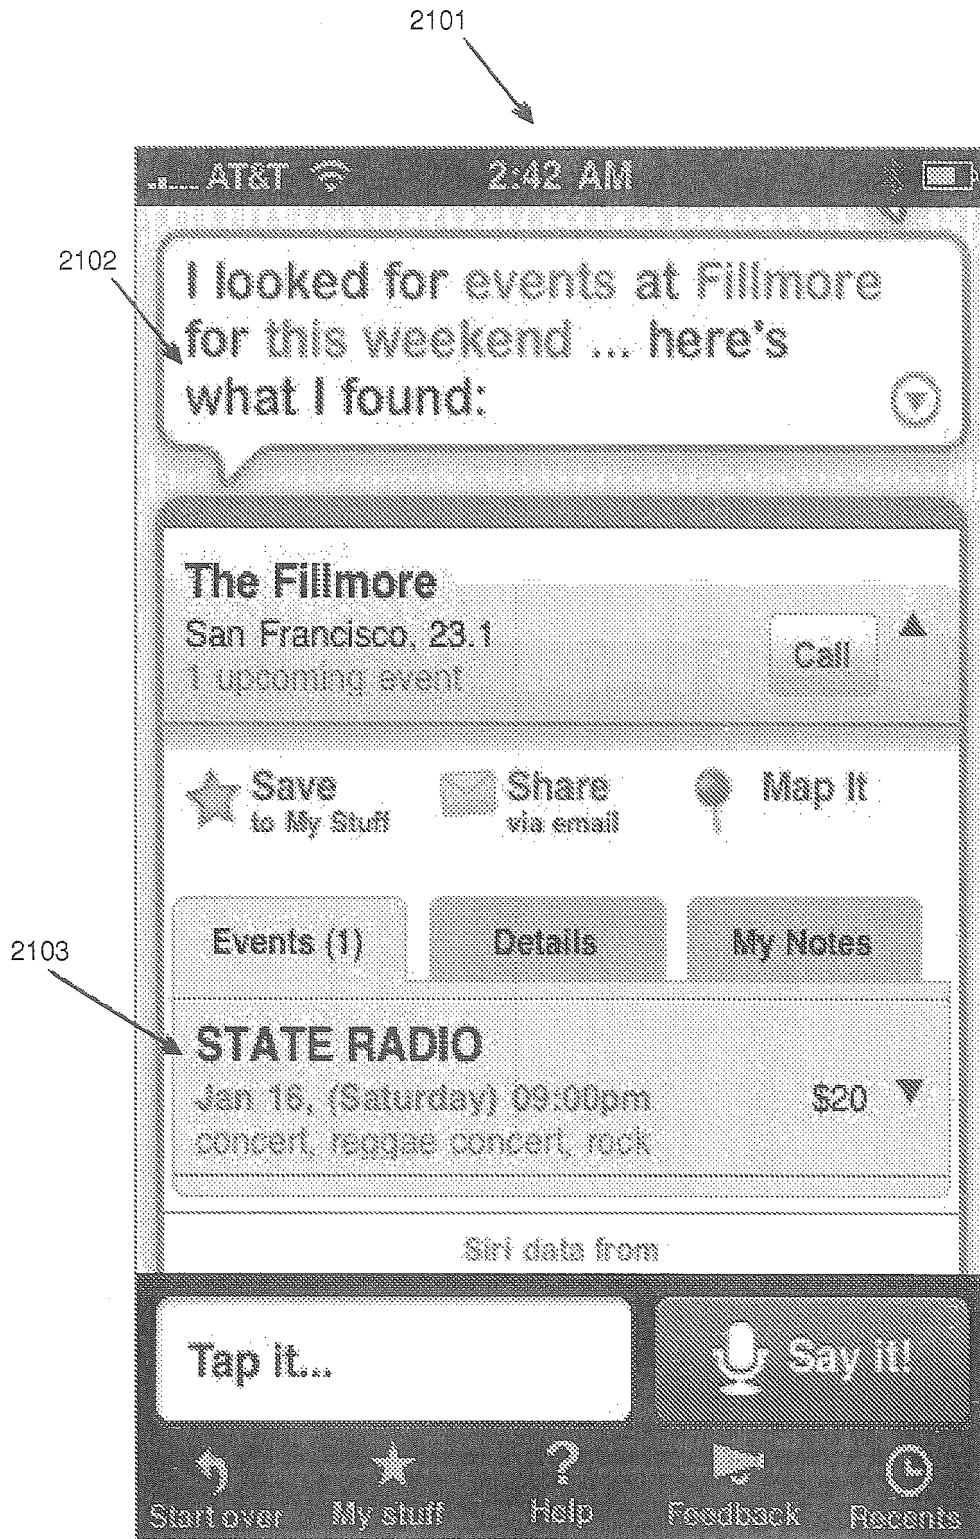 2101
AT&T 2:42 AM
2102
I looked for events at Fillmore
for this weekend ... here's
what I found:
The Fillmore
San Francisco, 23.1
1 upcoming event
Call
Save
to My Stuff
Share
via email
Map It
2103
Events (1)
Details
My Notes
STATE RADIO
Jan 16, (Saturday) 09:00pm
$20
concert, reggae concert, rock
Siri data from
Tap it...
Say it!
Start over
My stuff
Help
Feedback
Recents